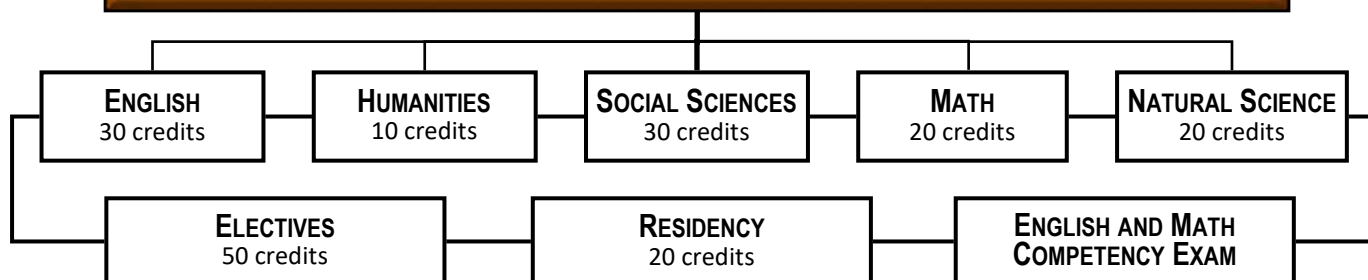 ENGLISH
30 credits
HUMANITIES
10 credits
SOCIAL SCIENCES
30 credits
MATH
20 credits
NATURAL SCIENCE
20 credits
ELECTIVES
50 credits
RESIDENCY
20 credits
ENGLISH AND MATH
COMPETENCY EXAM